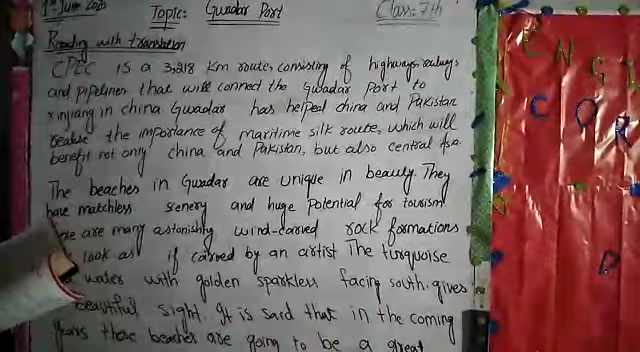 1st June 2020 Topic: Gwadar Port Class: 7th
Reading with translation
CPEC is a 3,218 Km route, consisting of highways, railways
and pipelines that will connect the Gwadar Port to
xinjiang in china. Gwadar has helped china and Pakistan
realise the importance of maritime silk route, which will
benefit not only china and Pakistan, but also central Asia
The beaches in Gwadar are unique in beauty. They
have matchless scenery and huge Potential for tourism
are many astonishing wind-carved rock formations
look as if carved by an artist The turquoise
water with golden sparkless facing south, gives
beautiful sight. It is said that in the coming
years these beaches are going to be a great
E N G I
C O R
D